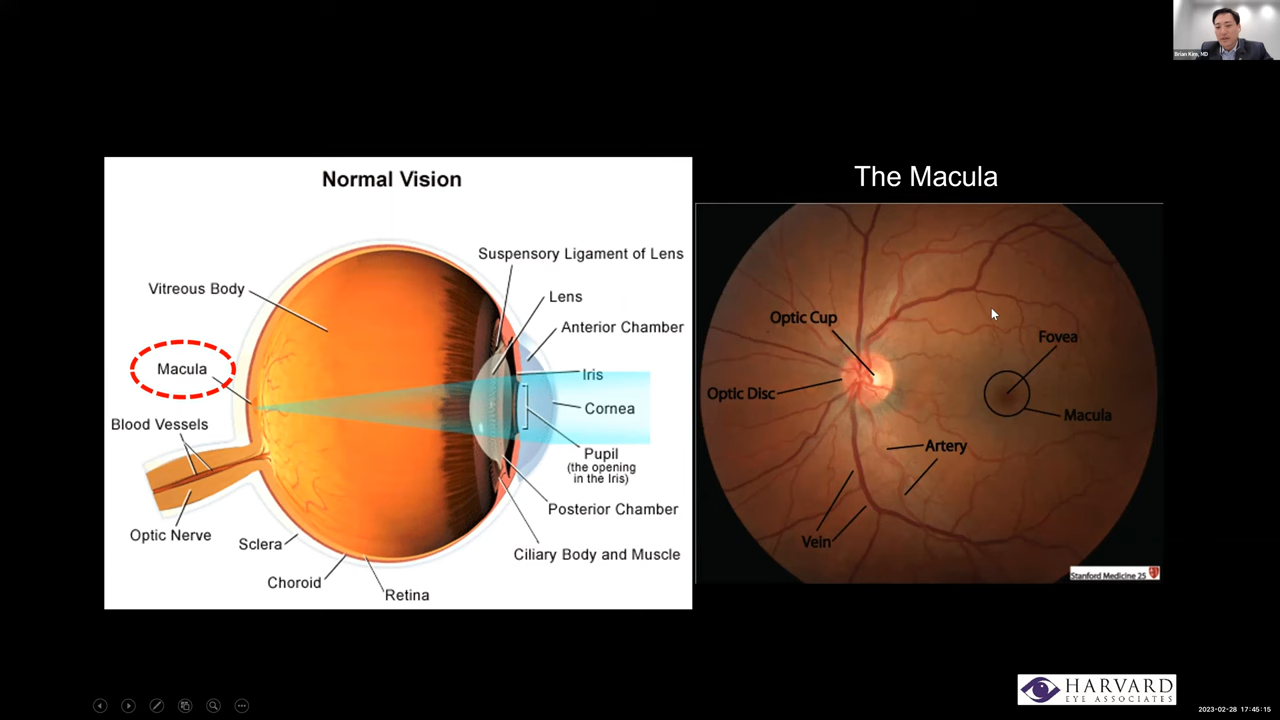 Brian Kim, MD
Normal Vision
Suspensory Ligament of Lens
Vitreous Body
Lens
Anterior Chamber
Macula
Iris
Cornea
Blood Vessels
Pupil
(the opening
in the Iris)
Posterior Chamber
Optic Nerve
Sclera
Ciliary Body and Muscle
Choroid
Retina
The Macula
Optic Cup
Fovea
Optic Disc
Macula
Artery
Vein
Stanford Medicine 25
HARVARD
EYE ASSOCIATES
2023-02-28 17:45:15